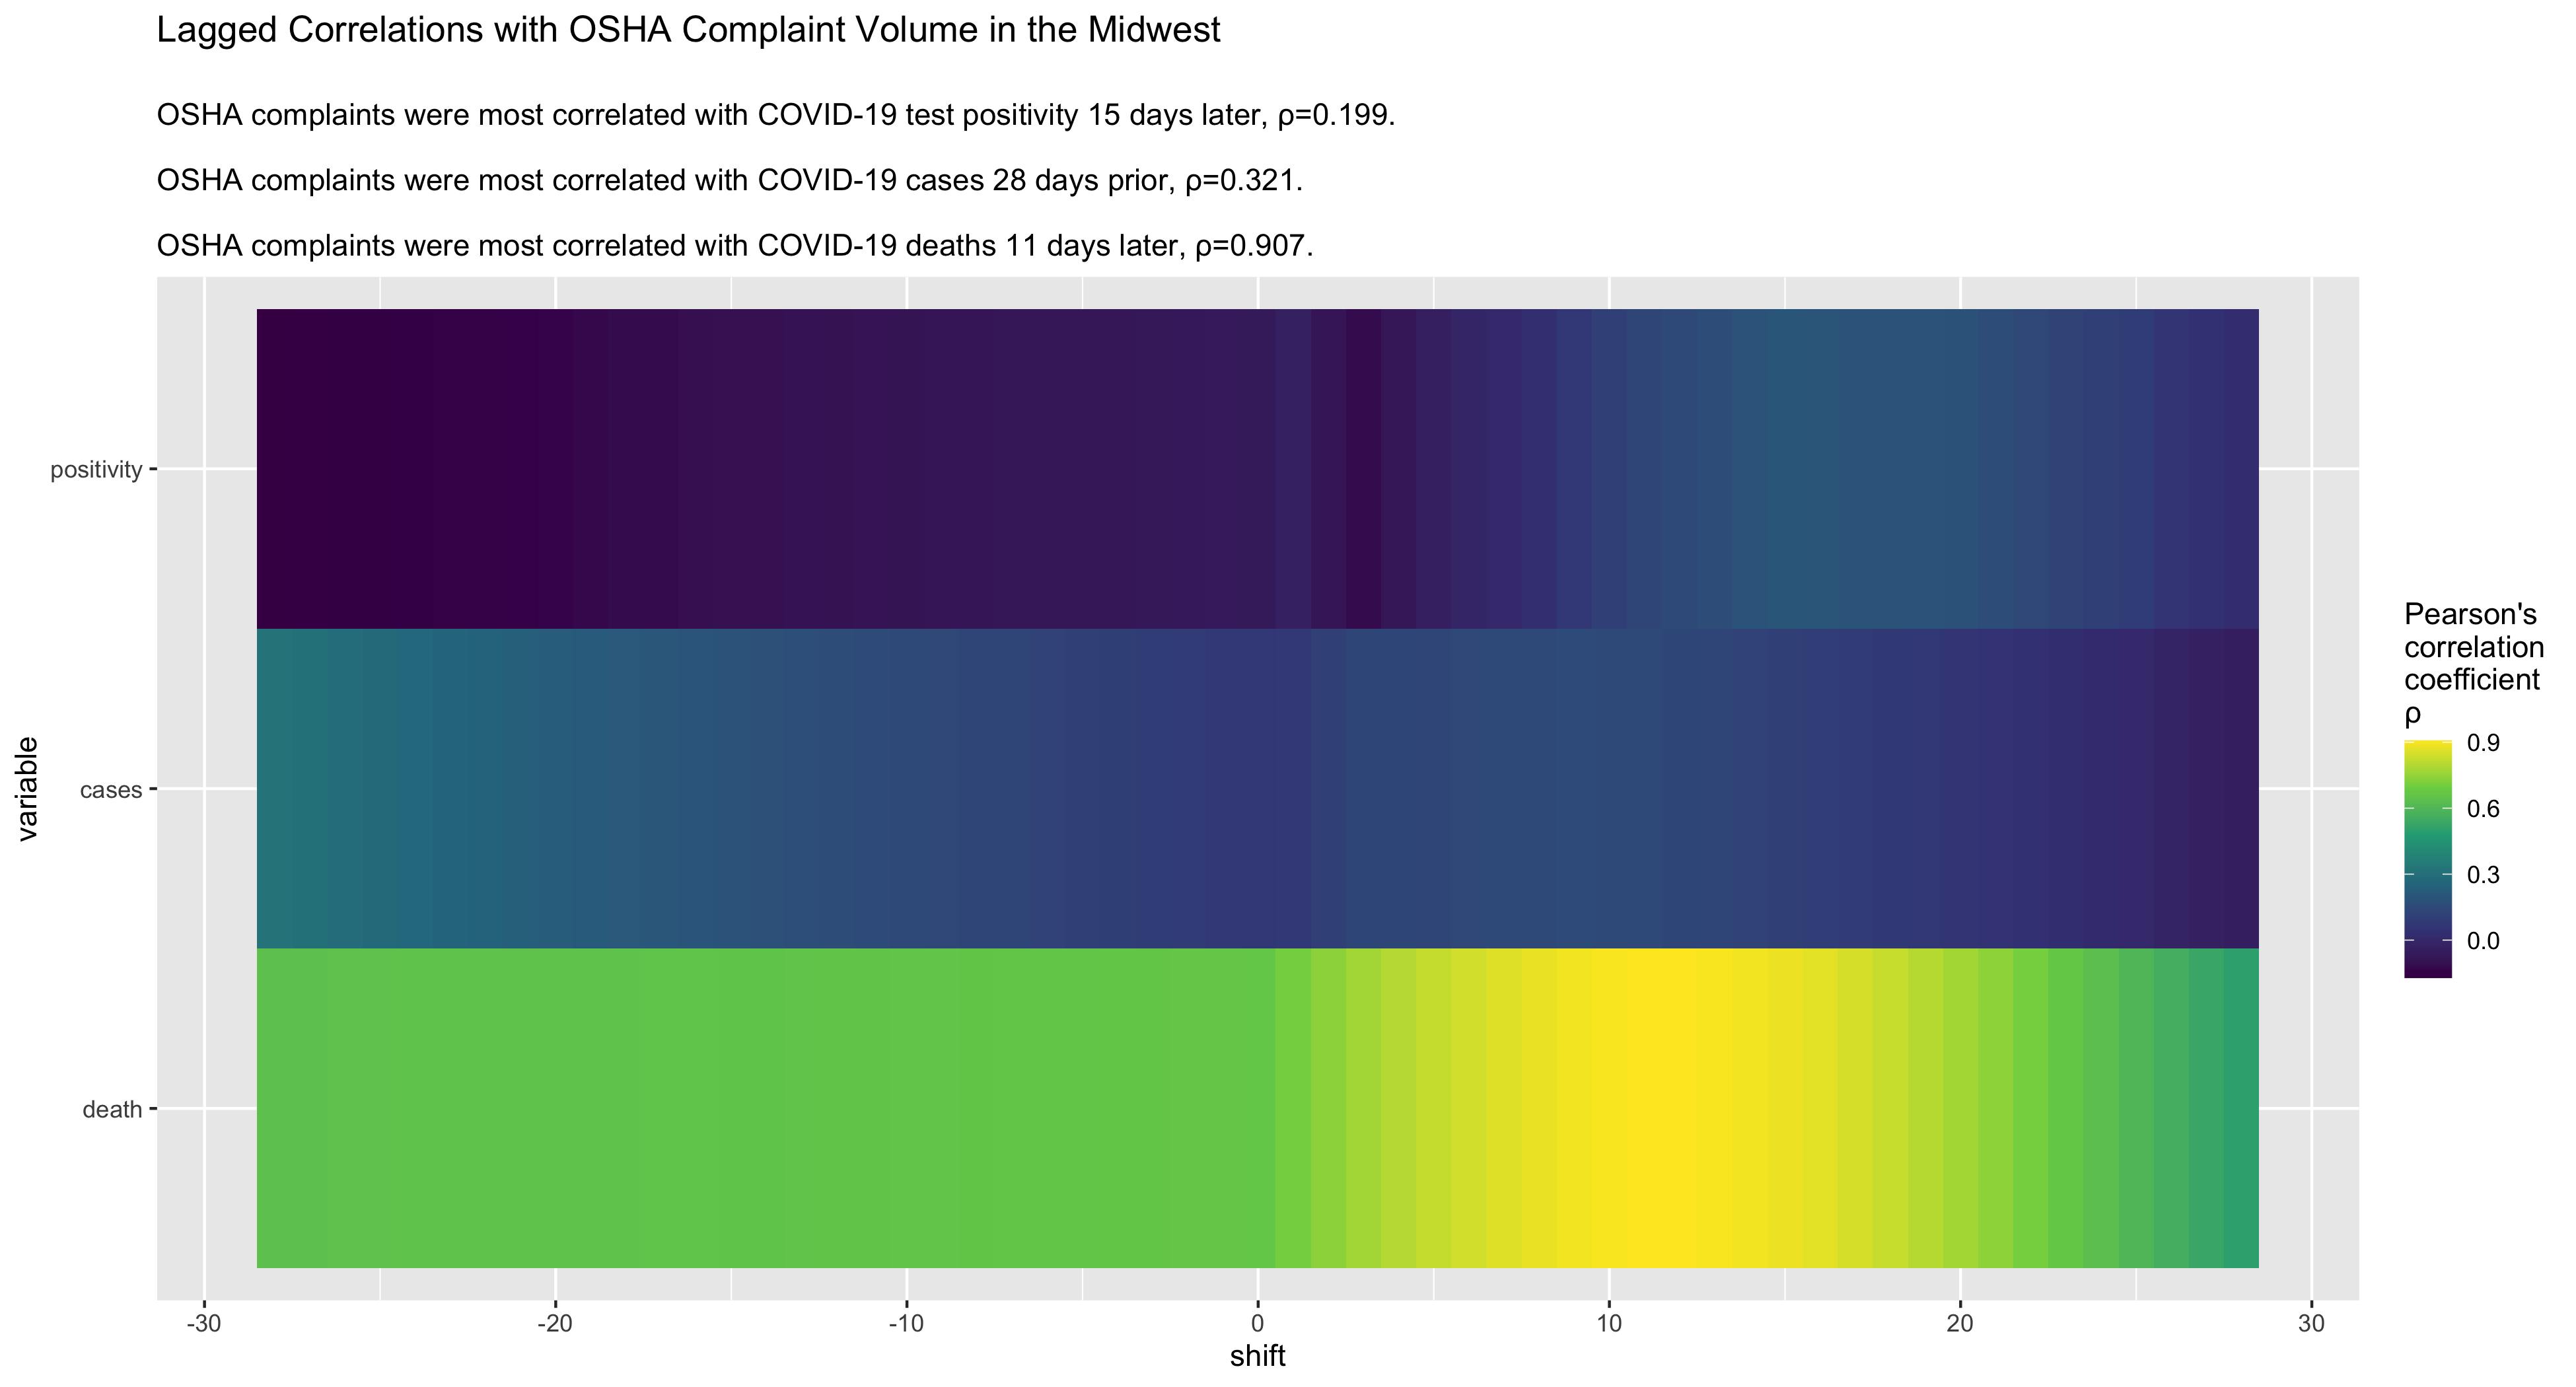 Lagged Correlations with OSHA Complaint Volume in the Midwest
OSHA complaints were most correlated with COVID-19 test positivity 15 days later, ρ=0.199.
OSHA complaints were most correlated with COVID-19 cases 28 days prior, ρ=0.321.
OSHA complaints were most correlated with COVID-19 deaths 11 days later, ρ=0.907.
variable
positivity
cases
death
-30
-20
-10
0
10
20
30
shift
Pearson's
correlation
coefficient
ρ
0.9
0.6
0.3
0.0